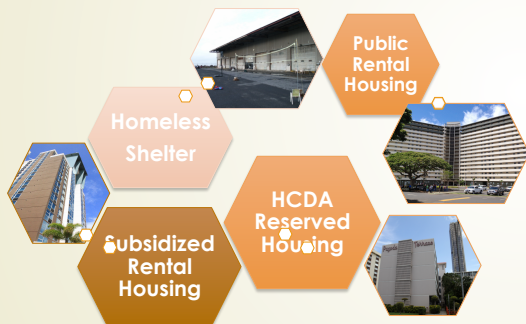 Public
Rental
Housing
Homeless
Shelter
HCDA
Reserved
Housing
Subsidized
Rental
Housing